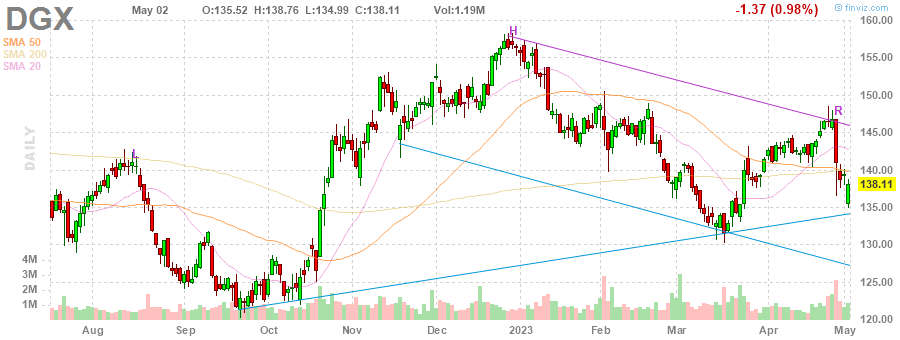 DGX May 02 O:135.52 H:138.76 L:134.99 C:138.11 Vol:1.19M -1.37 (0.98%) © finviz.com
SMA 50
SMA 200
SMA 20
DAILY
H
R
L
160.00
155.00
150.00
145.00
140.00
138.11
135.00
130.00
125.00
120.00
4M
3M
2M
1M
Aug Sep Oct Nov Dec 2023 Feb Mar Apr May